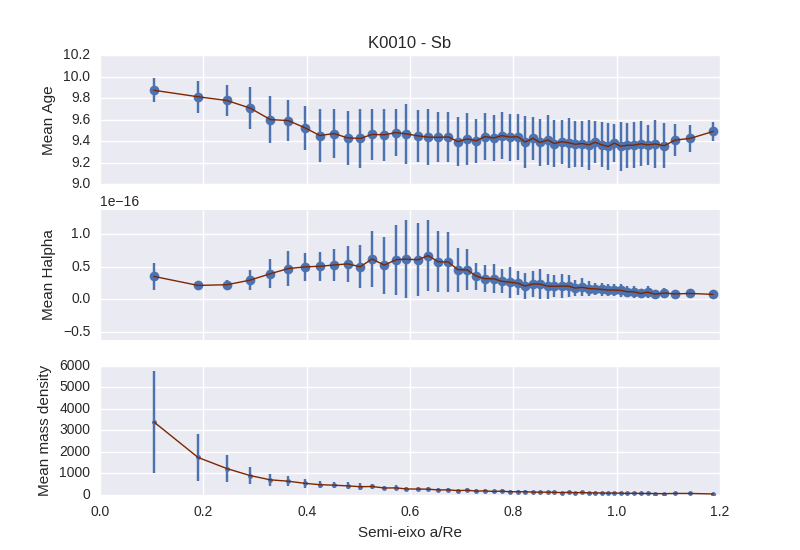 K0010 - Sb
Mean Age
10.2
10.0
9.8
9.6
9.4
9.2
9.0
1e−16
Mean Halpha
1.0
0.5
0.0
−0.5
Mean mass density
6000
5000
4000
3000
2000
1000
0
0.0 0.2 0.4 0.6 0.8 1.0 1.2
Semi-eixo a/Re